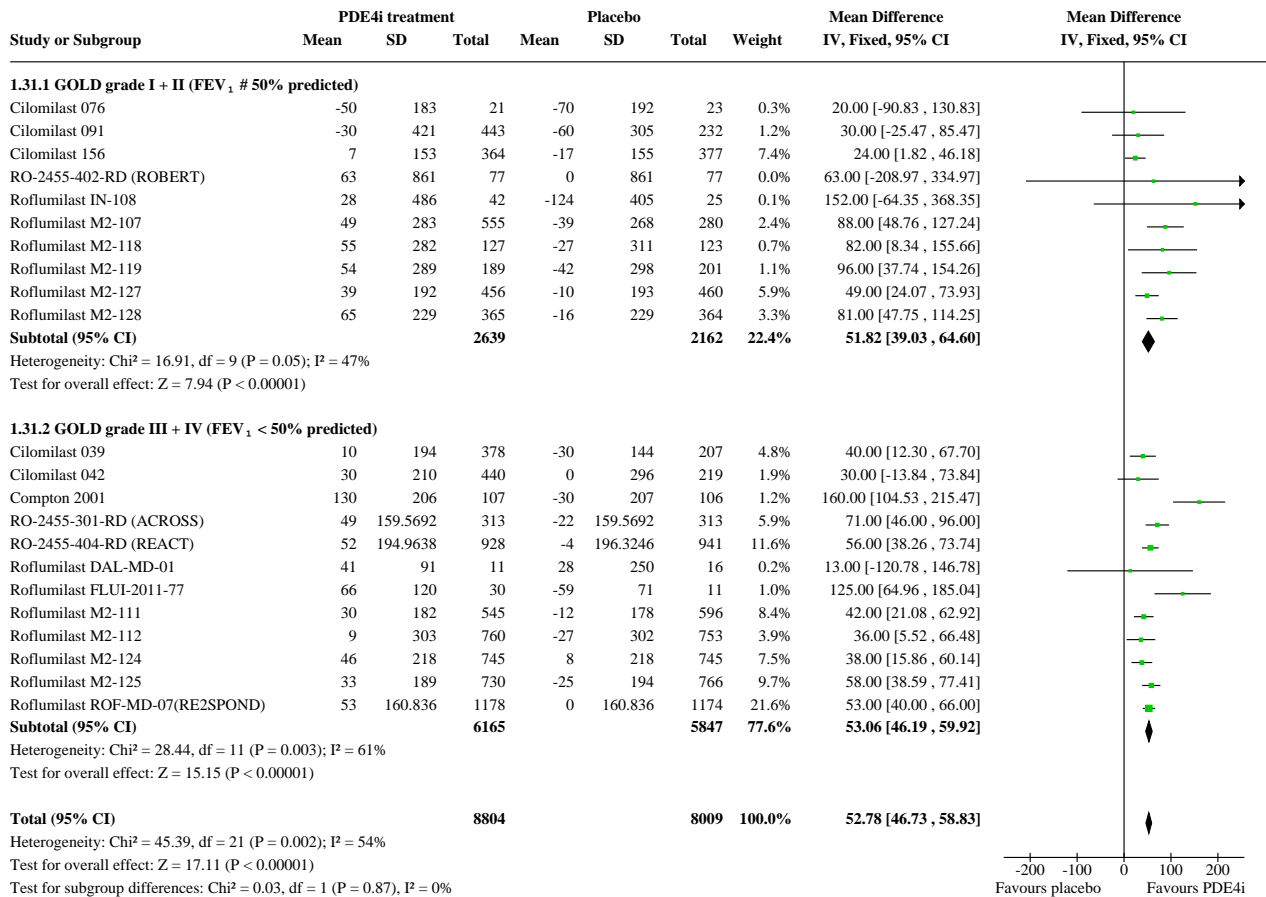 PDE4i treatment Placebo Mean Difference Mean Difference
Study or Subgroup Mean SD Total Mean SD Total Weight IV, Fixed, 95% CI IV, Fixed, 95% CI
1.31.1 GOLD grade I + II (FEV₁ # 50% predicted)
Cilomilast 076 -50 183 21 -70 192 23 0.3% 20.00 [-90.83 , 130.83]
Cilomilast 091 -30 421 443 -60 305 232 1.2% 30.00 [-25.47 , 85.47]
Cilomilast 156 7 153 364 -17 155 377 7.4% 24.00 [1.82 , 46.18]
RO-2455-402-RD (ROBERT) 63 861 77 0 861 77 0.0% 63.00 [-208.97 , 334.97]
Roflumilast IN-108 28 486 42 -124 405 25 0.1% 152.00 [-64.35 , 368.35]
Roflumilast M2-107 49 283 555 -39 268 280 2.4% 88.00 [48.76 , 127.24]
Roflumilast M2-118 55 282 127 -27 311 123 0.7% 82.00 [8.34 , 155.66]
Roflumilast M2-119 54 289 189 -42 298 201 1.1% 96.00 [37.74 , 154.26]
Roflumilast M2-127 39 192 456 -10 193 460 5.9% 49.00 [24.07 , 73.93]
Roflumilast M2-128 65 229 365 -16 229 364 3.3% 81.00 [47.75 , 114.25]
Subtotal (95% CI) 2639 2162 22.4% 51.82 [39.03 , 64.60]
Heterogeneity: Chi² = 16.91, df = 9 (P = 0.05); I² = 47%
Test for overall effect: Z = 7.94 (P < 0.00001)
1.31.2 GOLD grade III + IV (FEV₁ < 50% predicted)
Cilomilast 039 10 194 378 -30 144 207 4.8% 40.00 [12.30 , 67.70]
Cilomilast 042 30 210 440 0 296 219 1.9% 30.00 [-13.84 , 73.84]
Compton 2001 130 206 107 -30 207 106 1.2% 160.00 [104.53 , 215.47]
RO-2455-301-RD (ACROSS) 49 159.5692 313 -22 159.5692 313 5.9% 71.00 [46.00 , 96.00]
RO-2455-404-RD (REACT) 52 194.9638 928 -4 196.3246 941 11.6% 56.00 [38.26 , 73.74]
Roflumilast DAL-MD-01 41 91 11 28 250 16 0.2% 13.00 [-120.78 , 146.78]
Roflumilast FLUI-2011-77 66 120 30 -59 71 11 1.0% 125.00 [64.96 , 185.04]
Roflumilast M2-111 30 182 545 -12 178 596 8.4% 42.00 [21.08 , 62.92]
Roflumilast M2-112 9 303 760 -27 302 753 3.9% 36.00 [5.52 , 66.48]
Roflumilast M2-124 46 218 745 8 218 745 7.5% 38.00 [15.86 , 60.14]
Roflumilast M2-125 33 189 730 -25 194 766 9.7% 58.00 [38.59 , 77.41]
Roflumilast ROF-MD-07(RE2SPOND) 53 160.836 1178 0 160.836 1174 21.6% 53.00 [40.00 , 66.00]
Subtotal (95% CI) 6165 5847 77.6% 53.06 [46.19 , 59.92]
Heterogeneity: Chi² = 28.44, df = 11 (P = 0.003); I² = 61%
Test for overall effect: Z = 15.15 (P < 0.00001)
Total (95% CI) 8804 8009 100.0% 52.78 [46.73 , 58.83]
Heterogeneity: Chi² = 45.39, df = 21 (P = 0.002); I² = 54%
Test for overall effect: Z = 17.11 (P < 0.00001)
Test for subgroup differences: Chi² = 0.03, df = 1 (P = 0.87), I² = 0%
-200 -100 0 100 200
Favours placebo Favours PDE4i